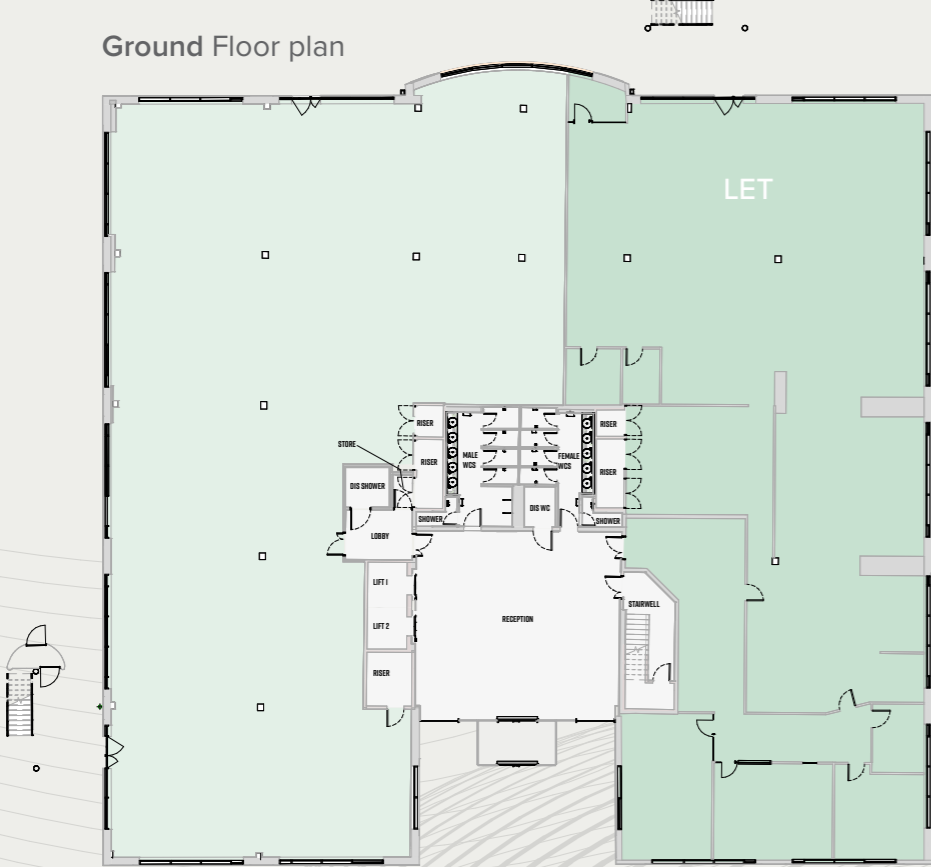 Ground Floor plan
LET
RISER
RISER
STORE
MALE
WCS
FEMALE
WCS
RISER
RISER
DIS SHOWER
DIS WC
SHOWER
SHOWER
LOBBY
LIFT 1
LIFT 2
RISER
RECEPTION
STAIRWELL